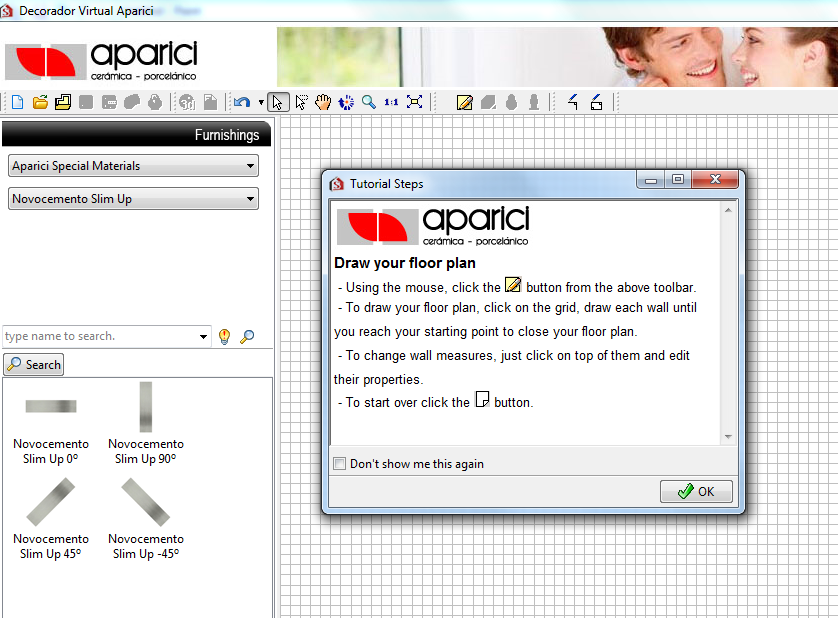 Decorador Virtual Aparici
aparici
cerámica - porcelánico
3d
1:1
Furnishings
Aparici Special Materials
Novocemento Slim Up
type name to search.
Search
Novocemento
Slim Up 0º
Novocemento
Slim Up 90º
Novocemento
Slim Up 45º
Novocemento
Slim Up -45º
Tutorial Steps
aparici
cerámica - porcelánico
Draw your floor plan
- Using the mouse, click the button from the above toolbar.
- To draw your floor plan, click on the grid, draw each wall until
you reach your starting point to close your floor plan.
- To change wall measures, just click on top of them and edit
their properties.
- To start over click the button.
Don't show me this again
OK